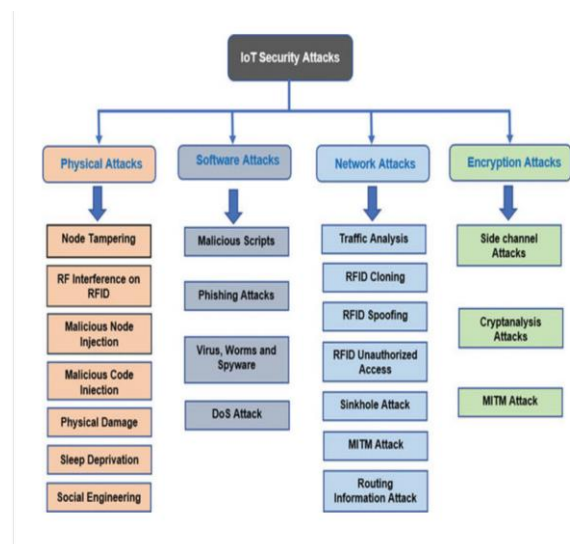 IoT Security Attacks
Physical Attacks
Software Attacks
Network Attacks
Encryption Attacks
Node Tampering
RF Interference on
RFID
Malicious Node
Injection
Malicious Code
Injection
Physical Damage
Sleep Deprivation
Social Engineering
Malicious Scripts
Phishing Attacks
Virus, Worms and
Spyware
DoS Attack
Traffic Analysis
RFID Cloning
RFID Spoofing
RFID Unauthorized
Access
Sinkhole Attack
MITM Attack
Routing
Information Attack
Side channel
Attacks
Cryptanalysis
Attacks
MITM Attack